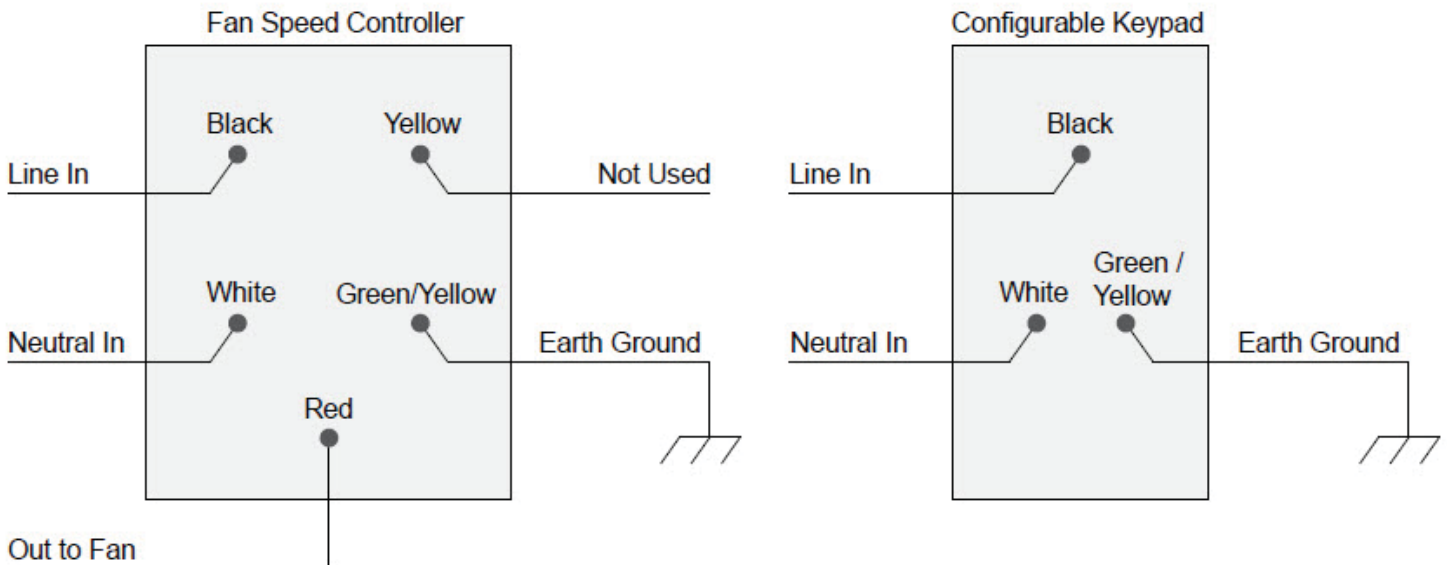 Fan Speed Controller
Black
Yellow
Line In
Not Used
White
Green/Yellow
Neutral In
Earth Ground
Red
Out to Fan
Configurable Keypad
Black
Line In
White
Green /
Yellow
Neutral In
Earth Ground